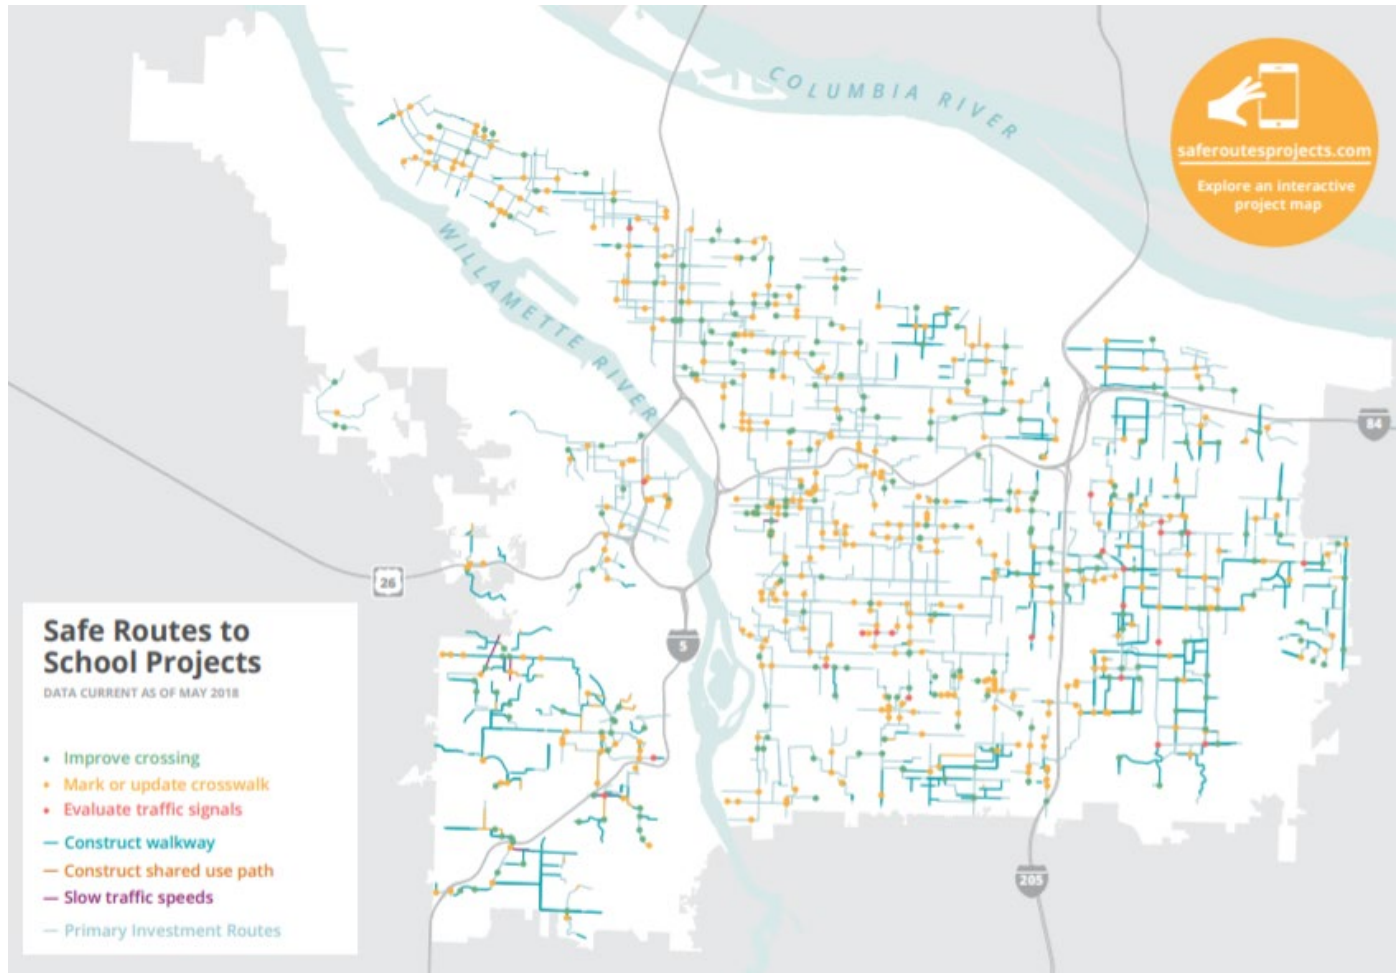 COLUMBIA RIVER
saferoutesprojects.com
Explore an interactive
project map
WILLAMETTE RIVER
84
26
5
205
Safe Routes to
School Projects
DATA CURRENT AS OF MAY 2018
Improve crossing
Mark or update crosswalk
Evaluate traffic signals
Construct walkway
Construct shared use path
Slow traffic speeds
Primary Investment Routes